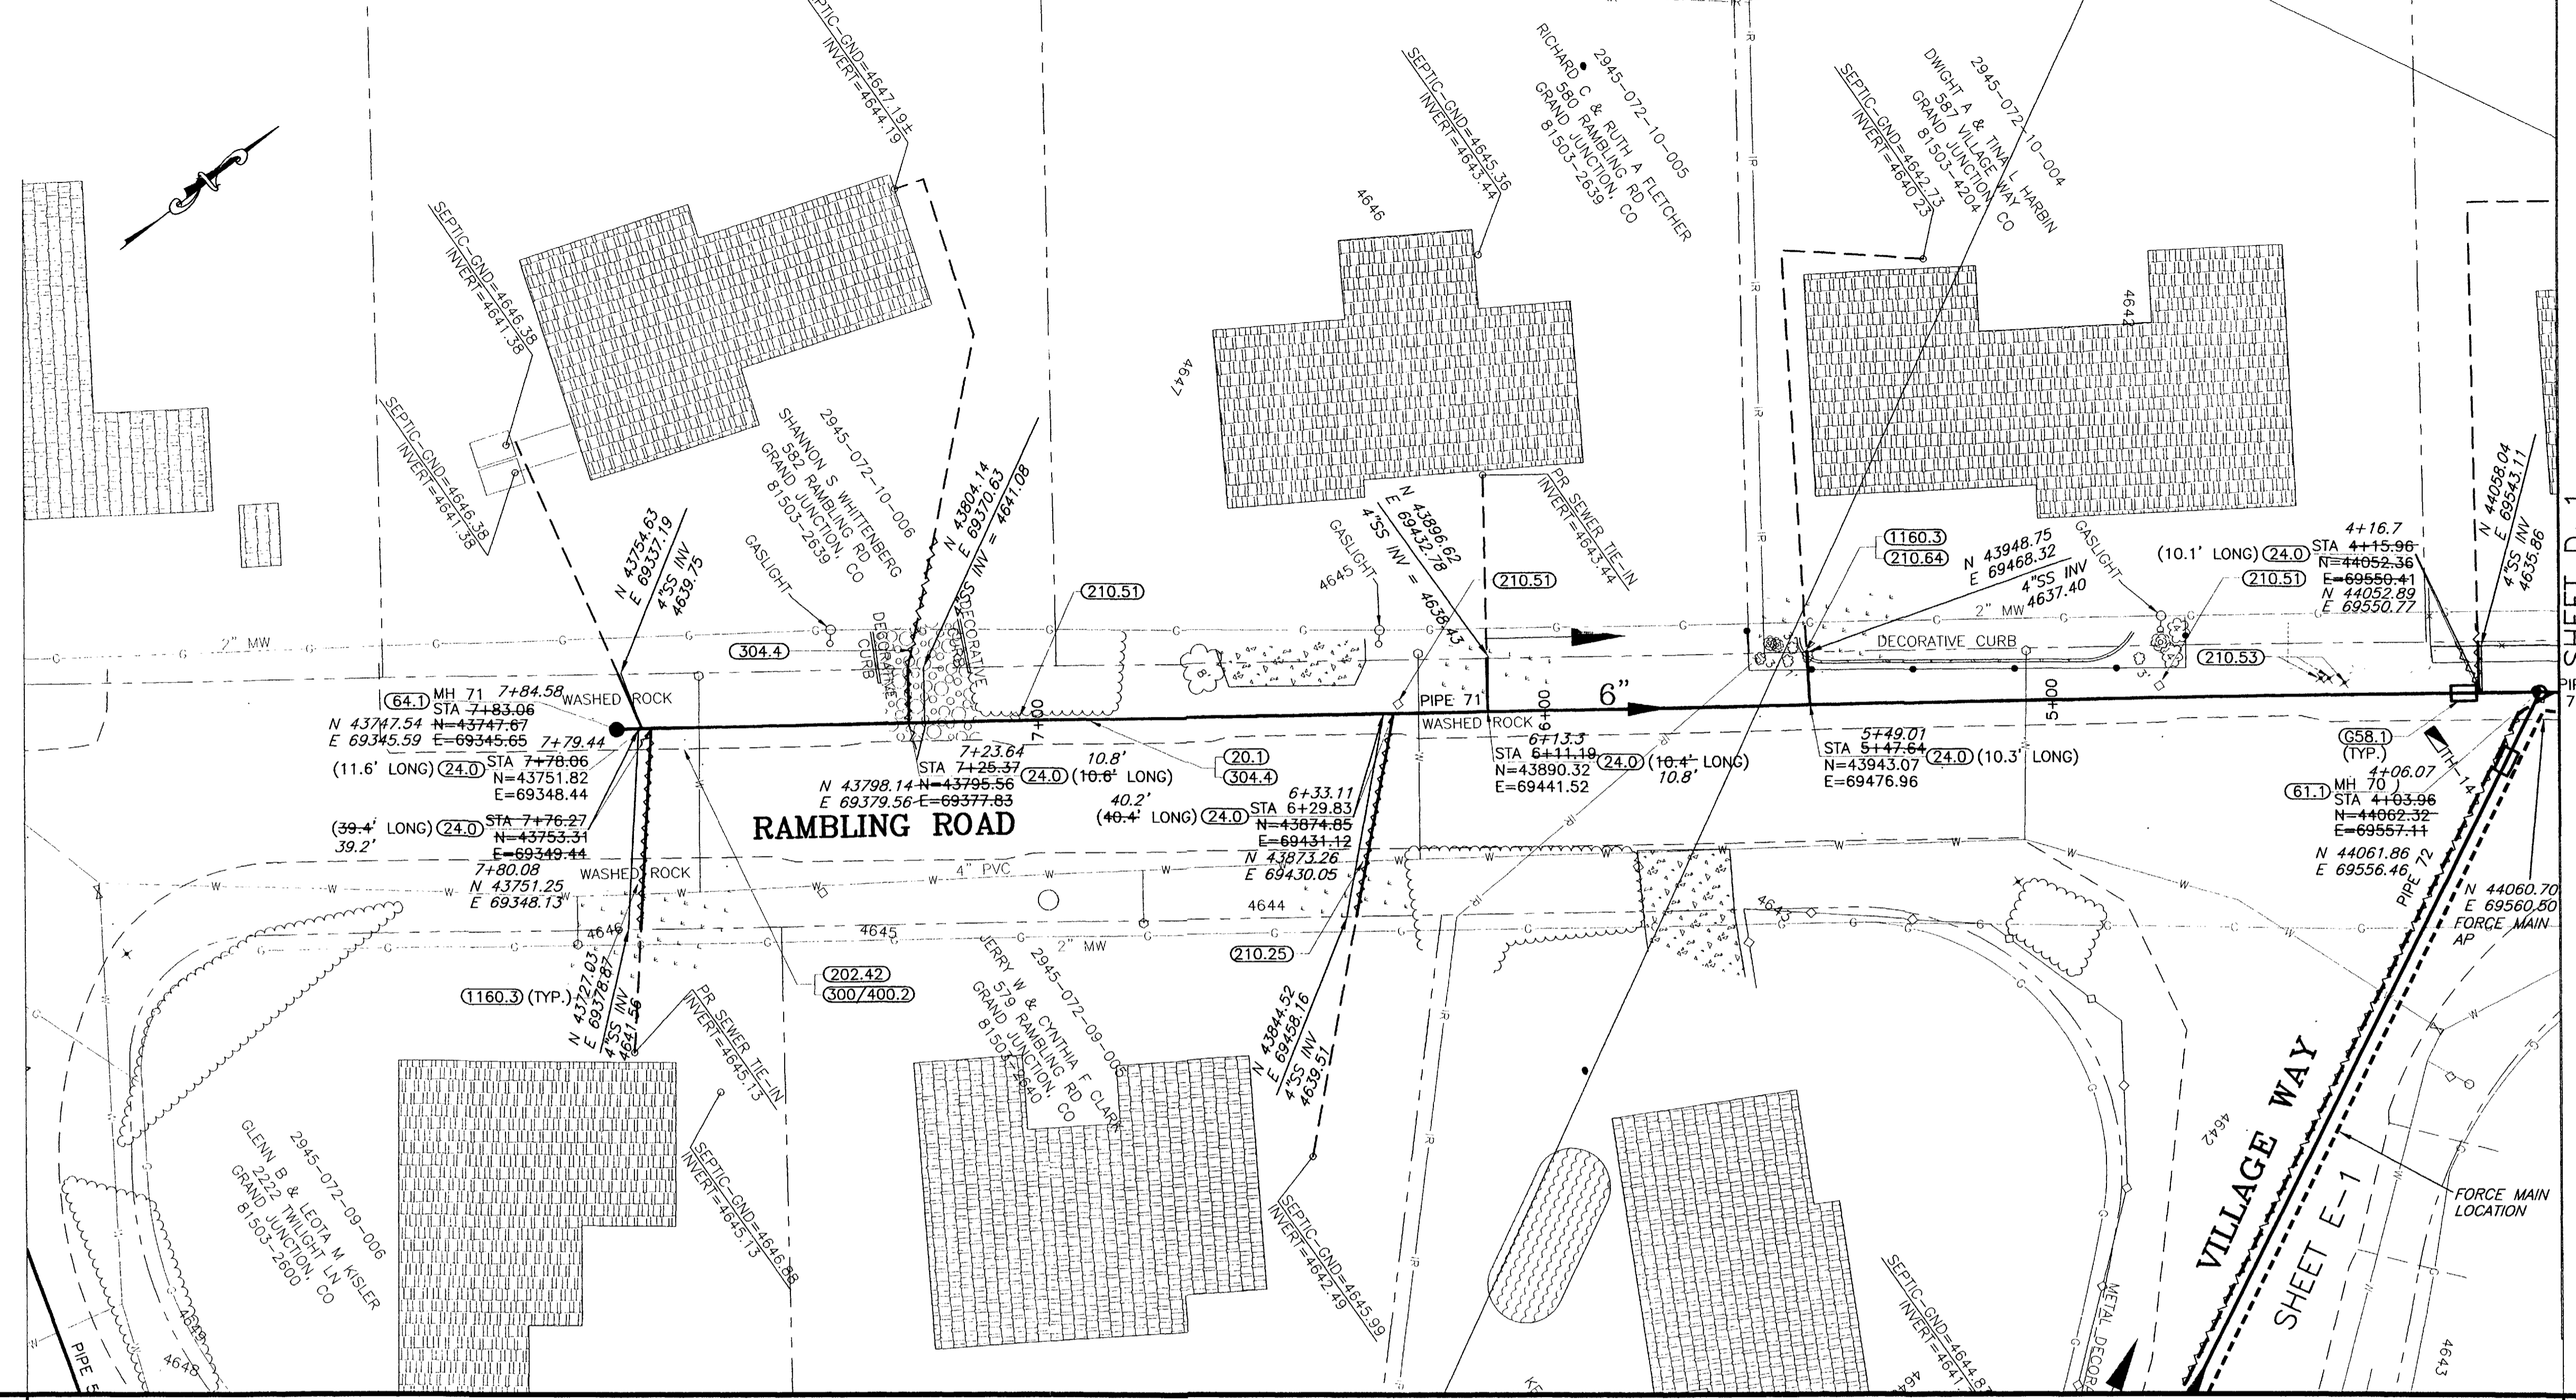 SEPTIC-GND=4647.19±
INVERT=4644.19
SEPTIC-GND=4646.38
INVERT=4641.38
SEPTIC-GND=4646.38
INVERT=4641.38
SEPTIC-GND=4645.36
INVERT=4643.44
2945-072-10-005
RICHARD C & RUTH A FLETCHER
580 RAMBLING RD
GRAND JUNCTION, CO
81503-2639
2945-072-10-004
DWIGHT A & TINA L HARBIN
587 VILLAGE WAY
GRAND JUNCTION, CO
81503-4204
SEPTIC-GND=4642.73
INVERT=4640.23
4646
4647
4642
2945-072-10-006
SHANNON S WHITTENBERG
582 RAMBLING RD
GRAND JUNCTION, CO
81503-2639
GASLIGHT
N 43754.63
E 69337.19
4"SS INV
4639.75
N 43804.14
E 69370.63
4"SS INV = 4641.08
DECORATIVE
CURB
DECORATIVE
CURB
210.51
GASLIGHT
4645
N 43896.62
E 69432.78
4"SS INV = 4638.43
PR SEWER TIE-IN
INVERT=4643.44
210.51
1160.3
210.64
N 43948.75
E 69468.32
4"SS INV
4637.40
GASLIGHT
4+16.7
(10.1' LONG) 24.0 STA 4+15.96
N=44052.36
E=69550.41
N 44052.89
E 69550.77
210.51
N 44058.04
E 69543.11
4"SS INV
4635.86
SHEET D-1
2" MW
304.4
2" MW
DECORATIVE CURB
210.53
64.1 MH 71 7+84.58
STA 7+83.06
N 43747.54 N=43747.67
E 69345.59 E=69345.65
WASHED ROCK
7+79.44
(11.6' LONG) 24.0 STA 7+78.06
N=43751.82
E=69348.44
(39.4' LONG) 24.0 STA 7+76.27
39.2'
N=43753.31
E=69349.44
7+80.08
N 43751.25
E 69348.13
WASHED ROCK
7+00
7+23.64
STA 7+25.37 24.0 (10.6' LONG)
10.8'
N 43798.14 N=43795.56
E 69379.56 E=69377.83
RAMBLING ROAD
20.1
304.4
PIPE 71
WASHED ROCK
6"
6+00
5+00
6+33.11
40.2'
(40.4' LONG) 24.0 STA 6+29.83
N=43874.85
E=69431.12
N 43873.26
E 69430.05
6+13.3
STA 6+11.19 24.0 (10.4' LONG)
10.8'
N=43890.32
E=69441.52
5+49.01
STA 5+47.64 24.0 (10.3' LONG)
N=43943.07
E=69476.96
G58.1
(TYP.)
TH-14
4+06.07
61.1 MH 70
STA 4+03.96
N=44062.32
E=69557.11
N 44061.86
E 69556.46
PIPE 72
N 44060.70
E 69560.50
FORCE MAIN
AP
4" PVC
4646
4645
2" MW
4644
4643
210.25
202.42
300/400.2
1160.3 (TYP.)
N 43727.03
E 69378.87
4"SS INV
4641.56
PR SEWER TIE-IN
INVERT=4645.13
2945-072-09-005
JERRY W & CYNTHIA F CLARK
579 RAMBLING RD
GRAND JUNCTION, CO
81503-2640
N 43844.52
E 69458.16
4"SS INV
4639.51
SEPTIC-GND=4646.88
INVERT=4645.13
2945-072-09-006
GLENN B & LEOTA M KISLER
2222 TWILIGHT LN
GRAND JUNCTION, CO
81503-2600
4649
4648
PIPE 5
SEPTIC-GND=4645.99
INVERT=4642.49
SEPTIC-GND=4644.87
INVERT=4641.
METAL DECOR
4642
VILLAGE WAY
SHEET E-1
FORCE MAIN
LOCATION
4643